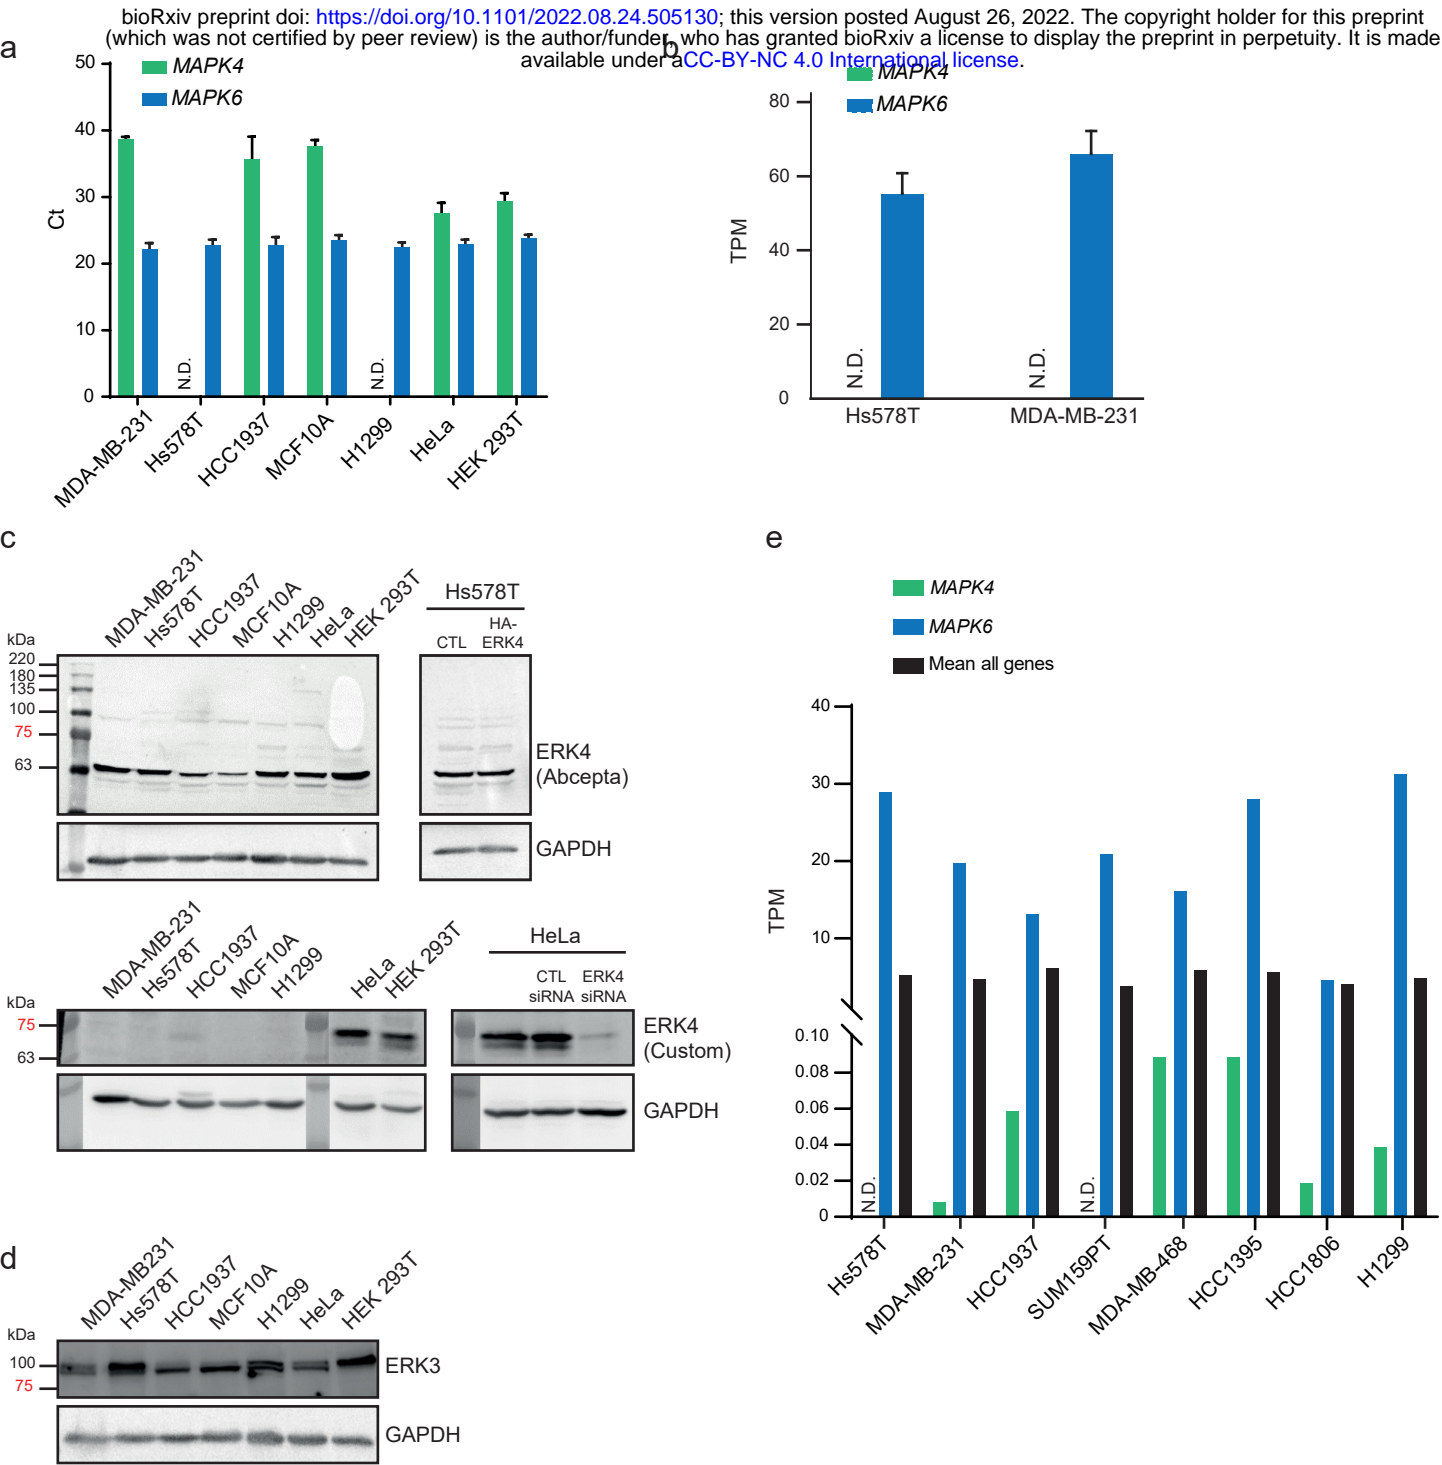 bioRxiv preprint doi: https://doi.org/10.1101/2022.08.24.505130; this version posted August 26, 2022. The copyright holder for this preprint
(which was not certified by peer review) is the author/funder, who has granted bioRxiv a license to display the preprint in perpetuity. It is made
available under aCC-BY-NC 4.0 International license.
a
MAPK4
MAPK6
Ct
50
40
30
20
10
0
N.D.
N.D.
MDA-MB-231
Hs578T
HCC1937
MCF10A
H1299
HeLa
HEK 293T
b
MAPK4
MAPK6
TPM
80
60
40
20
0
N.D.
N.D.
Hs578T
MDA-MB-231
c
MDA-MB-231
Hs578T
HCC1937
MCF10A
H1299
HeLa
HEK 293T
Hs578T
CTL
HA-
ERK4
kDa
220
180
135
100
75
63
ERK4
(Abcepta)
GAPDH
MDA-MB-231
Hs578T
HCC1937
MCF10A
H1299
HeLa
HEK 293T
HeLa
CTL
siRNA
ERK4
siRNA
kDa
75
63
ERK4
(Custom)
GAPDH
d
MDA-MB231
Hs578T
HCC1937
MCF10A
H1299
HeLa
HEK 293T
kDa
100
75
ERK3
GAPDH
e
MAPK4
MAPK6
Mean all genes
TPM
40
30
20
10
0.10
0.08
0.06
0.04
0.02
0
N.D.
N.D.
Hs578T
MDA-MB-231
HCC1937
SUM159PT
MDA-MB-468
HCC1395
HCC1806
H1299